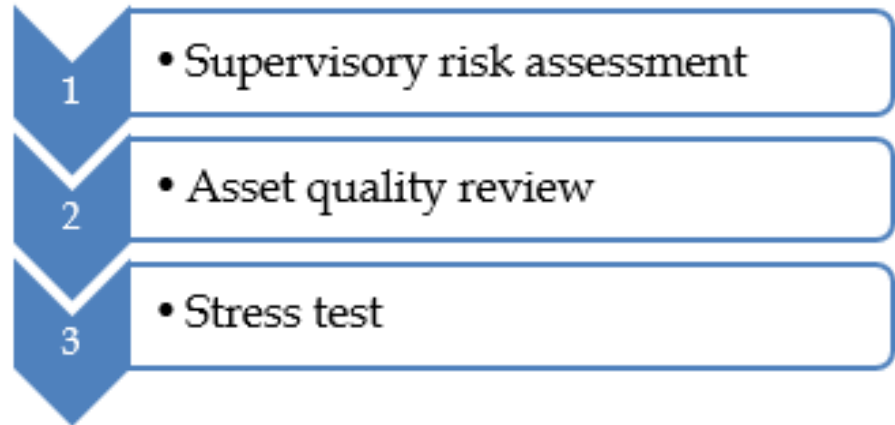 1
• Supervisory risk assessment
2
• Asset quality review
3
• Stress test